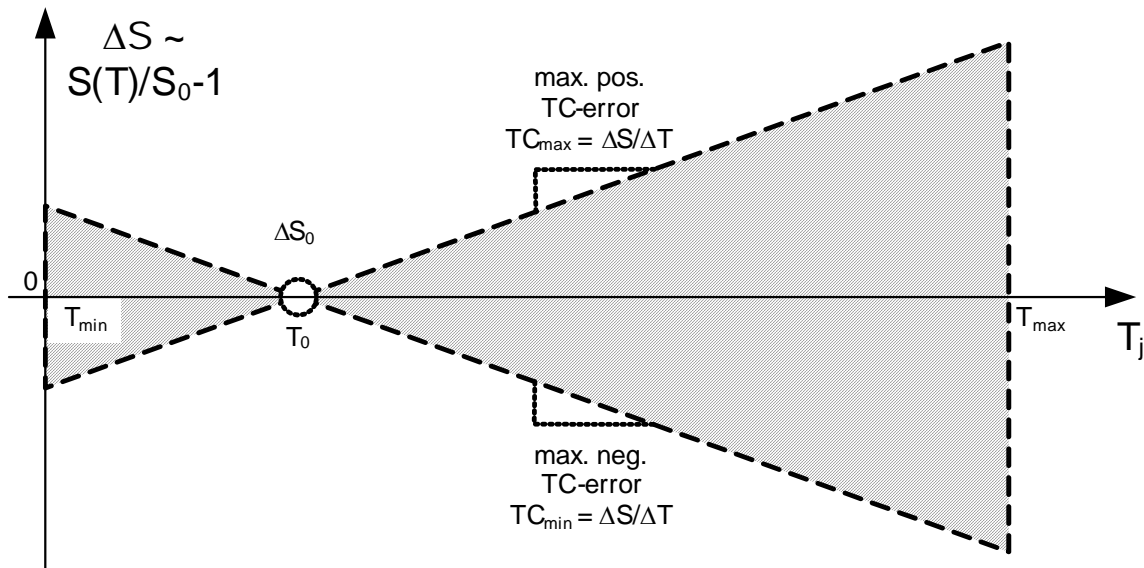 ΔS ~
S(T)/S₀-1
max. pos.
TC-error
TCmax = ΔS/ΔT
ΔS₀
0
Tmin
T₀
Tmax
Tj
max. neg.
TC-error
TCmin = ΔS/ΔT